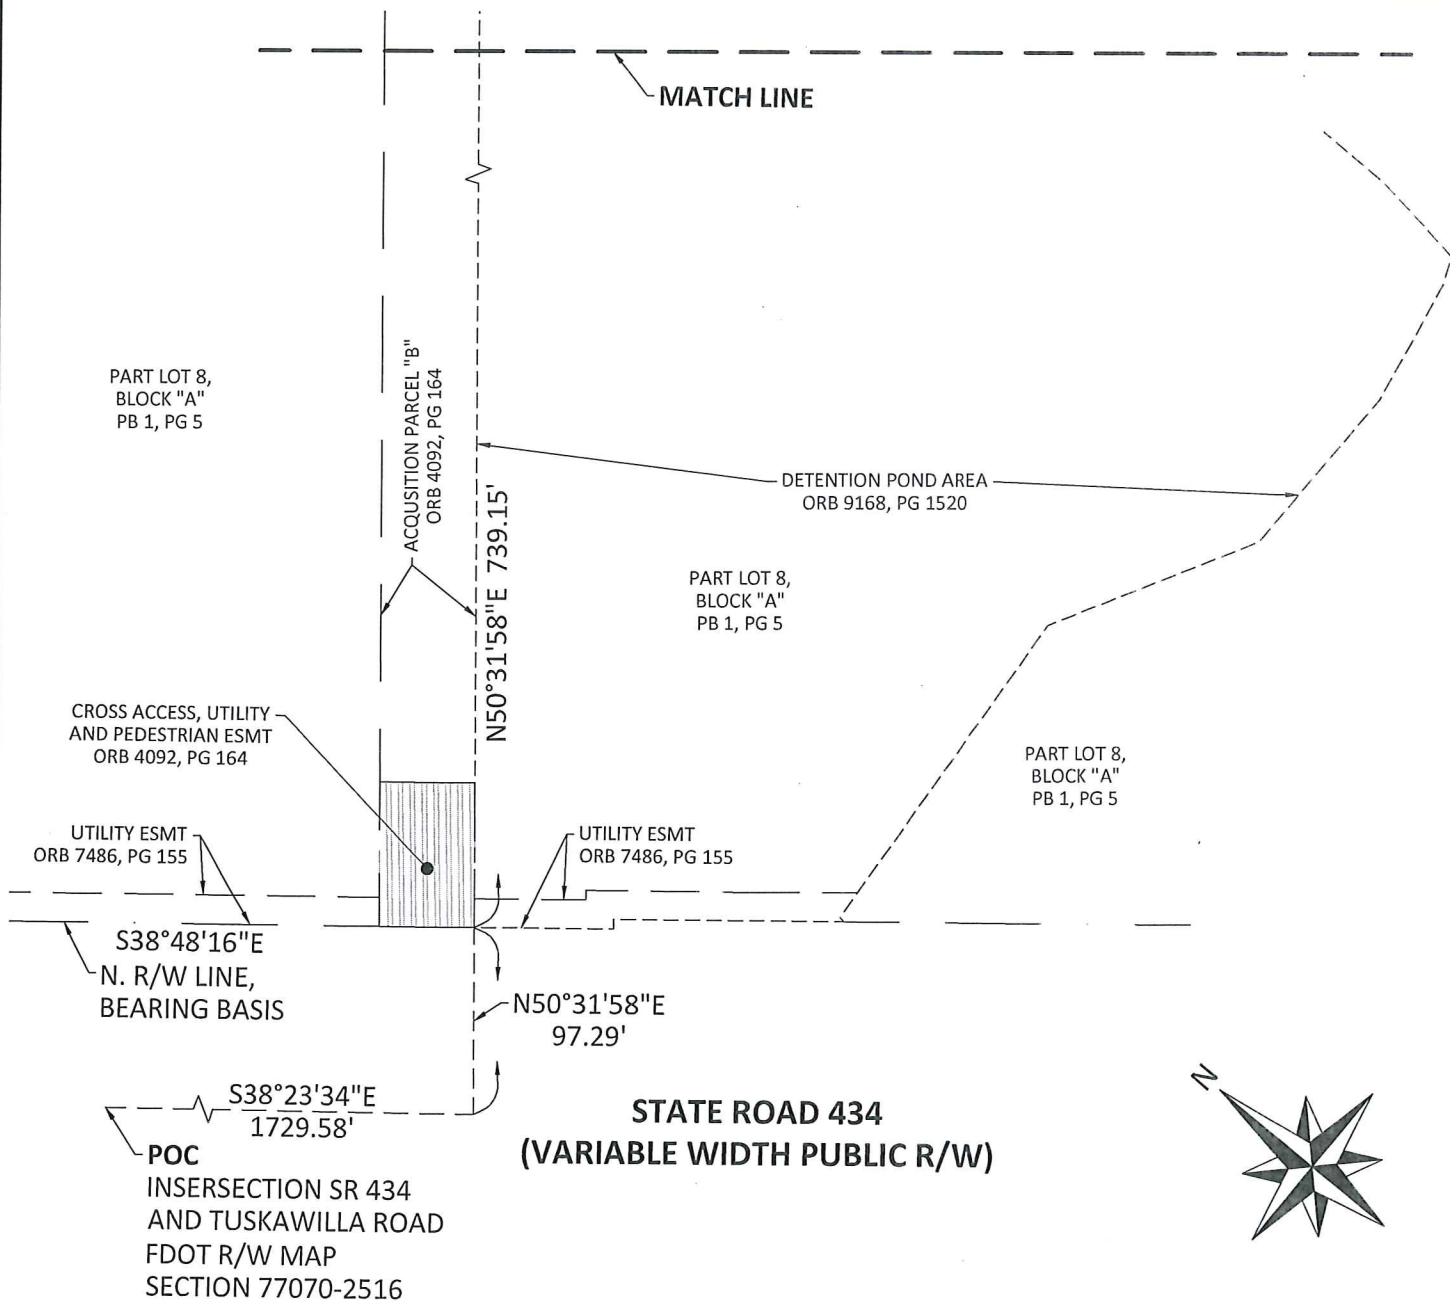 MATCH LINE
PART LOT 8,
BLOCK "A"
PB 1, PG 5
ACQUSITION PARCEL "B"
ORB 4092, PG 164
N50°31'58"E 739.15'
DETENTION POND AREA
ORB 9168, PG 1520
PART LOT 8,
BLOCK "A"
PB 1, PG 5
CROSS ACCESS, UTILITY
AND PEDESTRIAN ESMT
ORB 4092, PG 164
PART LOT 8,
BLOCK "A"
PB 1, PG 5
UTILITY ESMT
ORB 7486, PG 155
UTILITY ESMT
ORB 7486, PG 155
S38°48'16"E
N. R/W LINE,
BEARING BASIS
N50°31'58"E
97.29'
S38°23'34"E
1729.58'
STATE ROAD 434
(VARIABLE WIDTH PUBLIC R/W)
N
POC
INSERSECTION SR 434
AND TUSKAWILLA ROAD
FDOT R/W MAP
SECTION 77070-2516